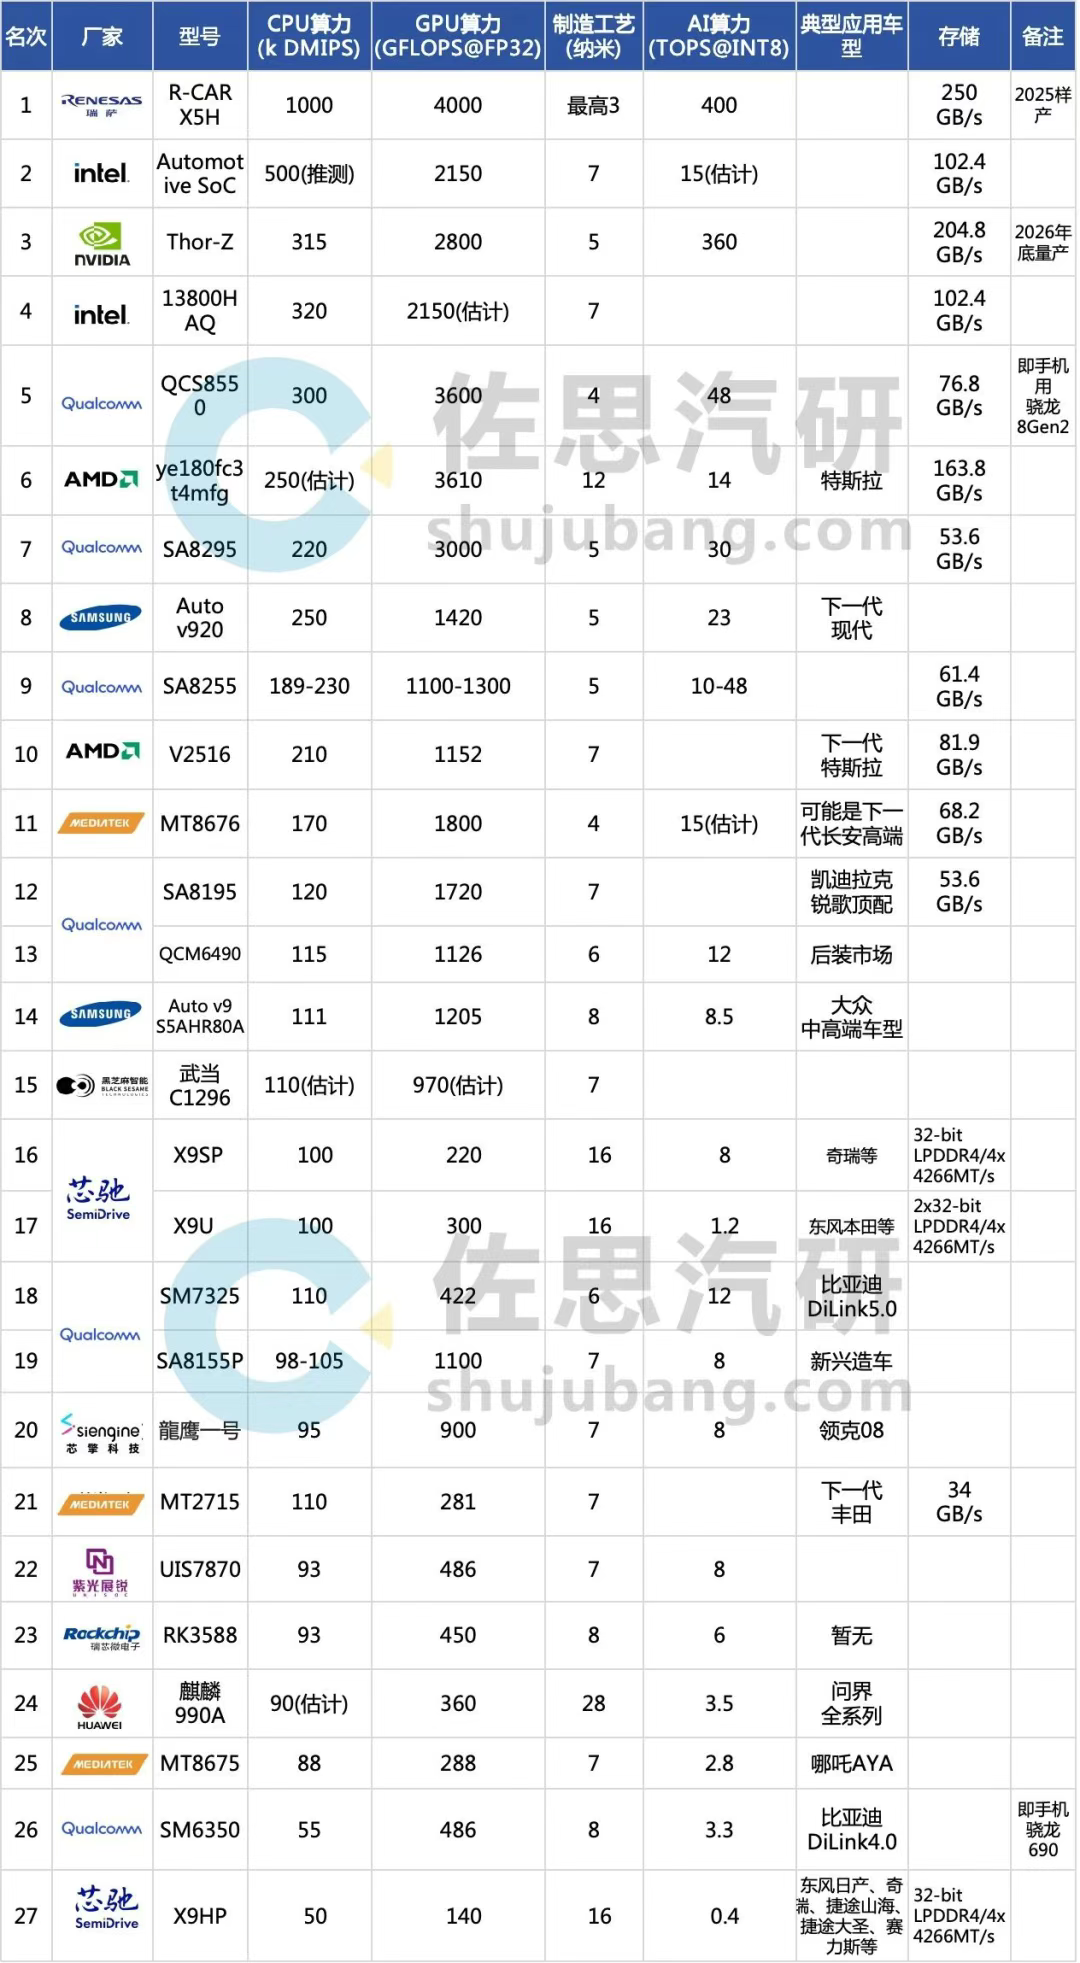 名次 厂家 型号 CPU算力 GPU算力 制造工艺 AI算力 典型应用车 存储 备注
(k DMIPS) (GFLOPS@FP32) (纳米) (TOPS@INT8) 型
1 RENESAS R-CAR 1000 4000 最高3 400 250 2025样
瑞萨 X5H GB/s 产
2 intel. Automot 500(推测) 2150 7 15(估计) 102.4
ive SoC GB/s
3 NVIDIA Thor-Z 315 2800 5 360 204.8 2026年
GB/s 底量产
4 intel. 13800H 320 2150(估计) 7 102.4
AQ GB/s
5 Qualcomm QCS855 300 3600 4 48 76.8 即手机
0 GB/s 用
骁龙
8Gen2
6 AMD ye180fc3 250(估计) 3610 12 14 特斯拉 163.8
t4mfg GB/s
7 Qualcomm SA8295 220 3000 5 30 53.6
GB/s
8 SAMSUNG Auto 250 1420 5 23 下一代
v920 现代
9 Qualcomm SA8255 189-230 1100-1300 5 10-48 61.4
GB/s
10 AMD V2516 210 1152 7 下一代 81.9
特斯拉 GB/s
11 MEDIATEK MT8676 170 1800 4 15(估计) 可能是下一 68.2
代长安高端 GB/s
12 Qualcomm SA8195 120 1720 7 凯迪拉克 53.6
锐歌顶配 GB/s
13 QCM6490 115 1126 6 12 后装市场
14 SAMSUNG Auto v9 111 1205 8 8.5 大众
S5AHR80A 中高端车型
15 黑芝麻智能 武当 110(估计) 970(估计) 7
BLACK SESAME C1296
TECHNOLOGIES
16 芯驰 X9SP 100 220 16 8 奇瑞等 32-bit
SemiDrive LPDDR4/4x
4266MT/s
17 X9U 100 300 16 1.2 东风本田等 2x32-bit
LPDDR4/4x
4266MT/s
18 Qualcomm SM7325 110 422 6 12 比亚迪
DiLink5.0
19 SA8155P 98-105 1100 7 8 新兴造车
20 siengine 龍鹰一号 95 900 7 8 领克08
芯擎科技
21 MEDIATEK MT2715 110 281 7 下一代 34
丰田 GB/s
22 紫光展锐 UIS7870 93 486 7 8
UNISOC
23 Rockchip RK3588 93 450 8 6 暂无
瑞芯微电子
24 HUAWEI 麒麟 90(估计) 360 28 3.5 问界
990A 全系列
25 MEDIATEK MT8675 88 288 7 2.8 哪吒AYA
26 Qualcomm SM6350 55 486 8 3.3 比亚迪 即手机
DiLink4.0 骁龙
690
27 芯驰 X9HP 50 140 16 0.4 东风日产、奇 32-bit
SemiDrive 瑞、捷途山海、 LPDDR4/4x
捷途大圣、赛 4266MT/s
力斯等
佐思汽研
shujubang.com
佐思汽研
shujubang.com